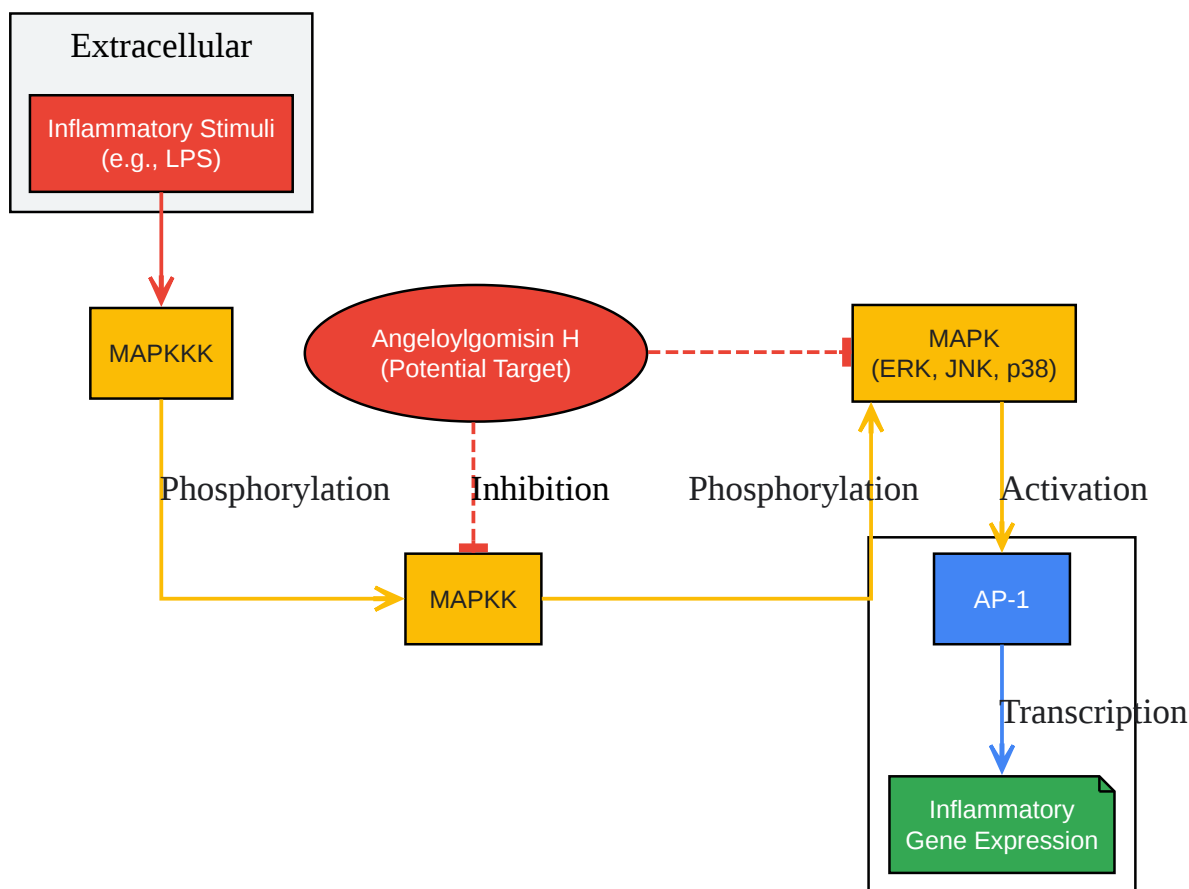 Extracellular
Inflammatory Stimuli
(e.g., LPS)
MAPKKK
Angeloylgomisin H
(Potential Target)
MAPK
(ERK, JNK, p38)
Phosphorylation
Inhibition
Phosphorylation
Activation
MAPKK
AP-1
Transcription
Inflammatory
Gene Expression